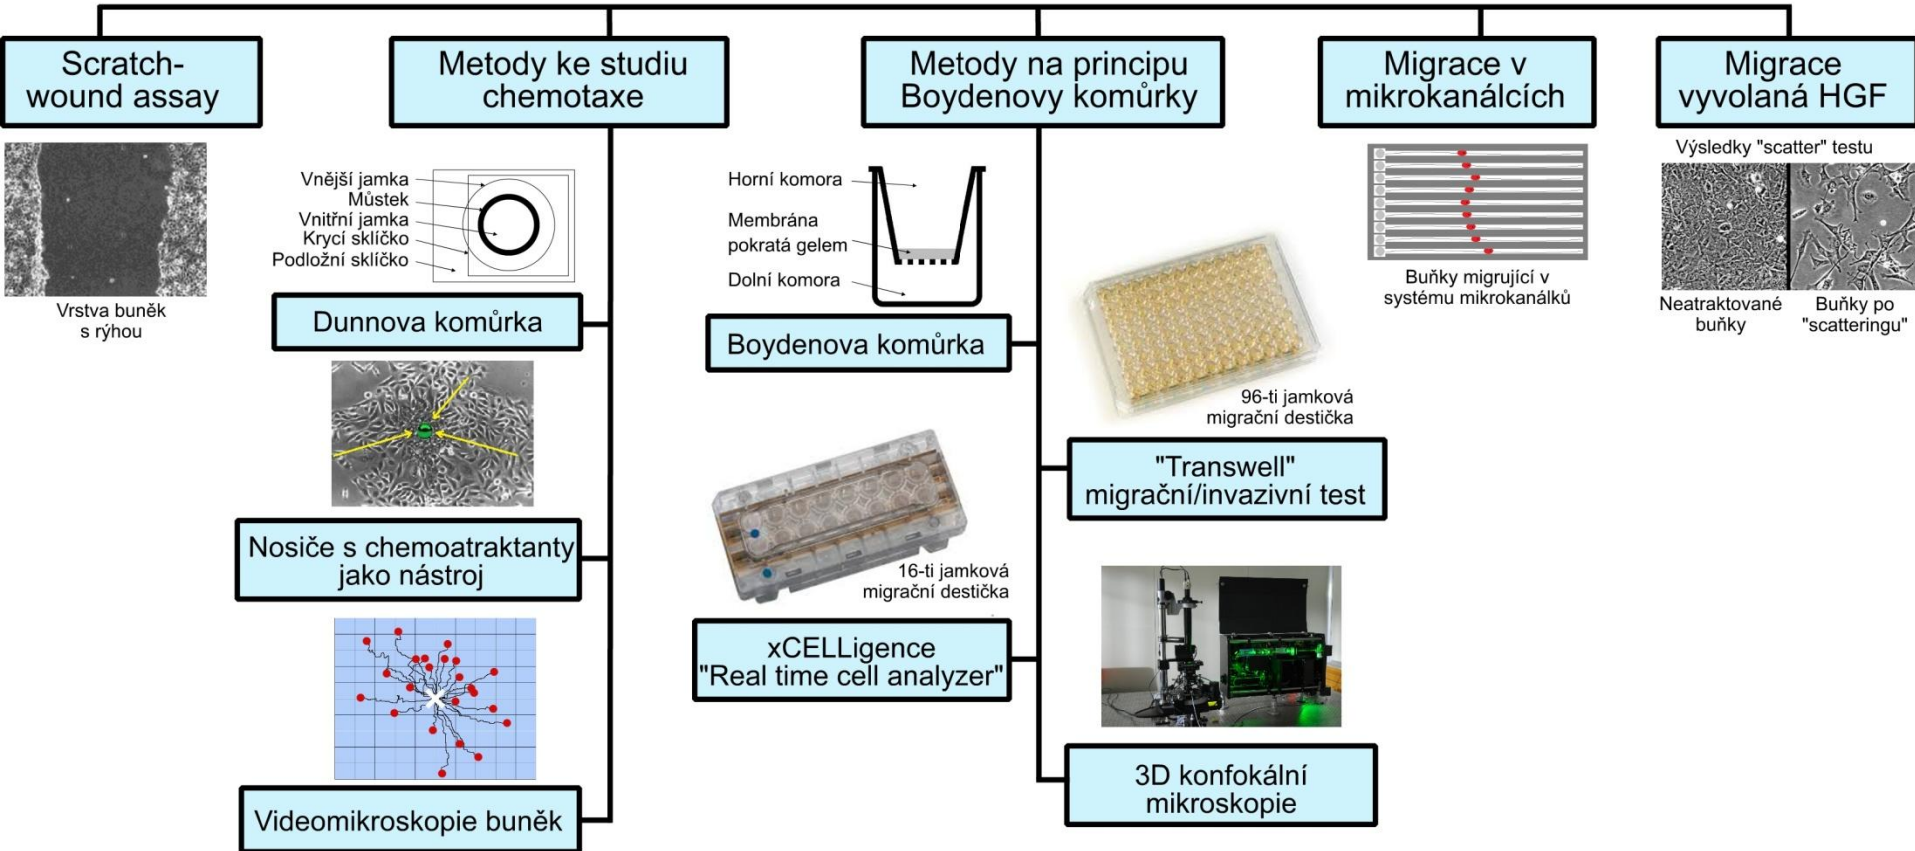 Scratch-
wound assay
Metody ke studiu
chemotaxe
Metody na principu
Boydenovy komůrky
Migrace v
mikrokanálcích
Migrace
vyvolaná HGF
Vrstva buněk
s rýhou
Vnější jamka
Můstek
Vnitřní jamka
Krycí sklíčko
Podložní sklíčko
Dunnova komůrka
Nosiče s chemoatraktanty
jako nástroj
Videomikroskopie buněk
Horní komora
Membrána
pokratá gelem
Dolní komora
Boydenova komůrka
96-ti jamková
migrační destička
"Transwell"
migrační/invazivní test
16-ti jamková
migrační destička
xCELLigence
"Real time cell analyzer"
3D konfokální
mikroskopie
Buňky migrující v
systému mikrokanálků
Výsledky "scatter" testu
Neatraktované
buňky
Buňky po
"scatteringu"